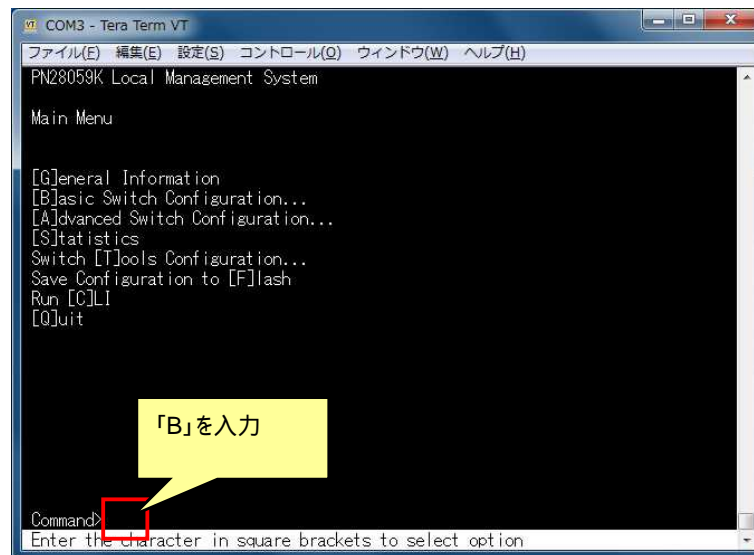 COM3 - Tera Term VT
ファイル(F) 編集(E) 設定(S) コントロール(O) ウィンドウ(W) ヘルプ(H)
PN28059K Local Management System
Main Menu
[G]eneral Information
[B]asic Switch Configuration...
[A]dvanced Switch Configuration...
[S]tatistics
Switch [T]ools Configuration...
Save Configuration to [F]lash
Run [C]LI
[Q]uit
「B」を入力
Command>
Enter the character in square brackets to select option